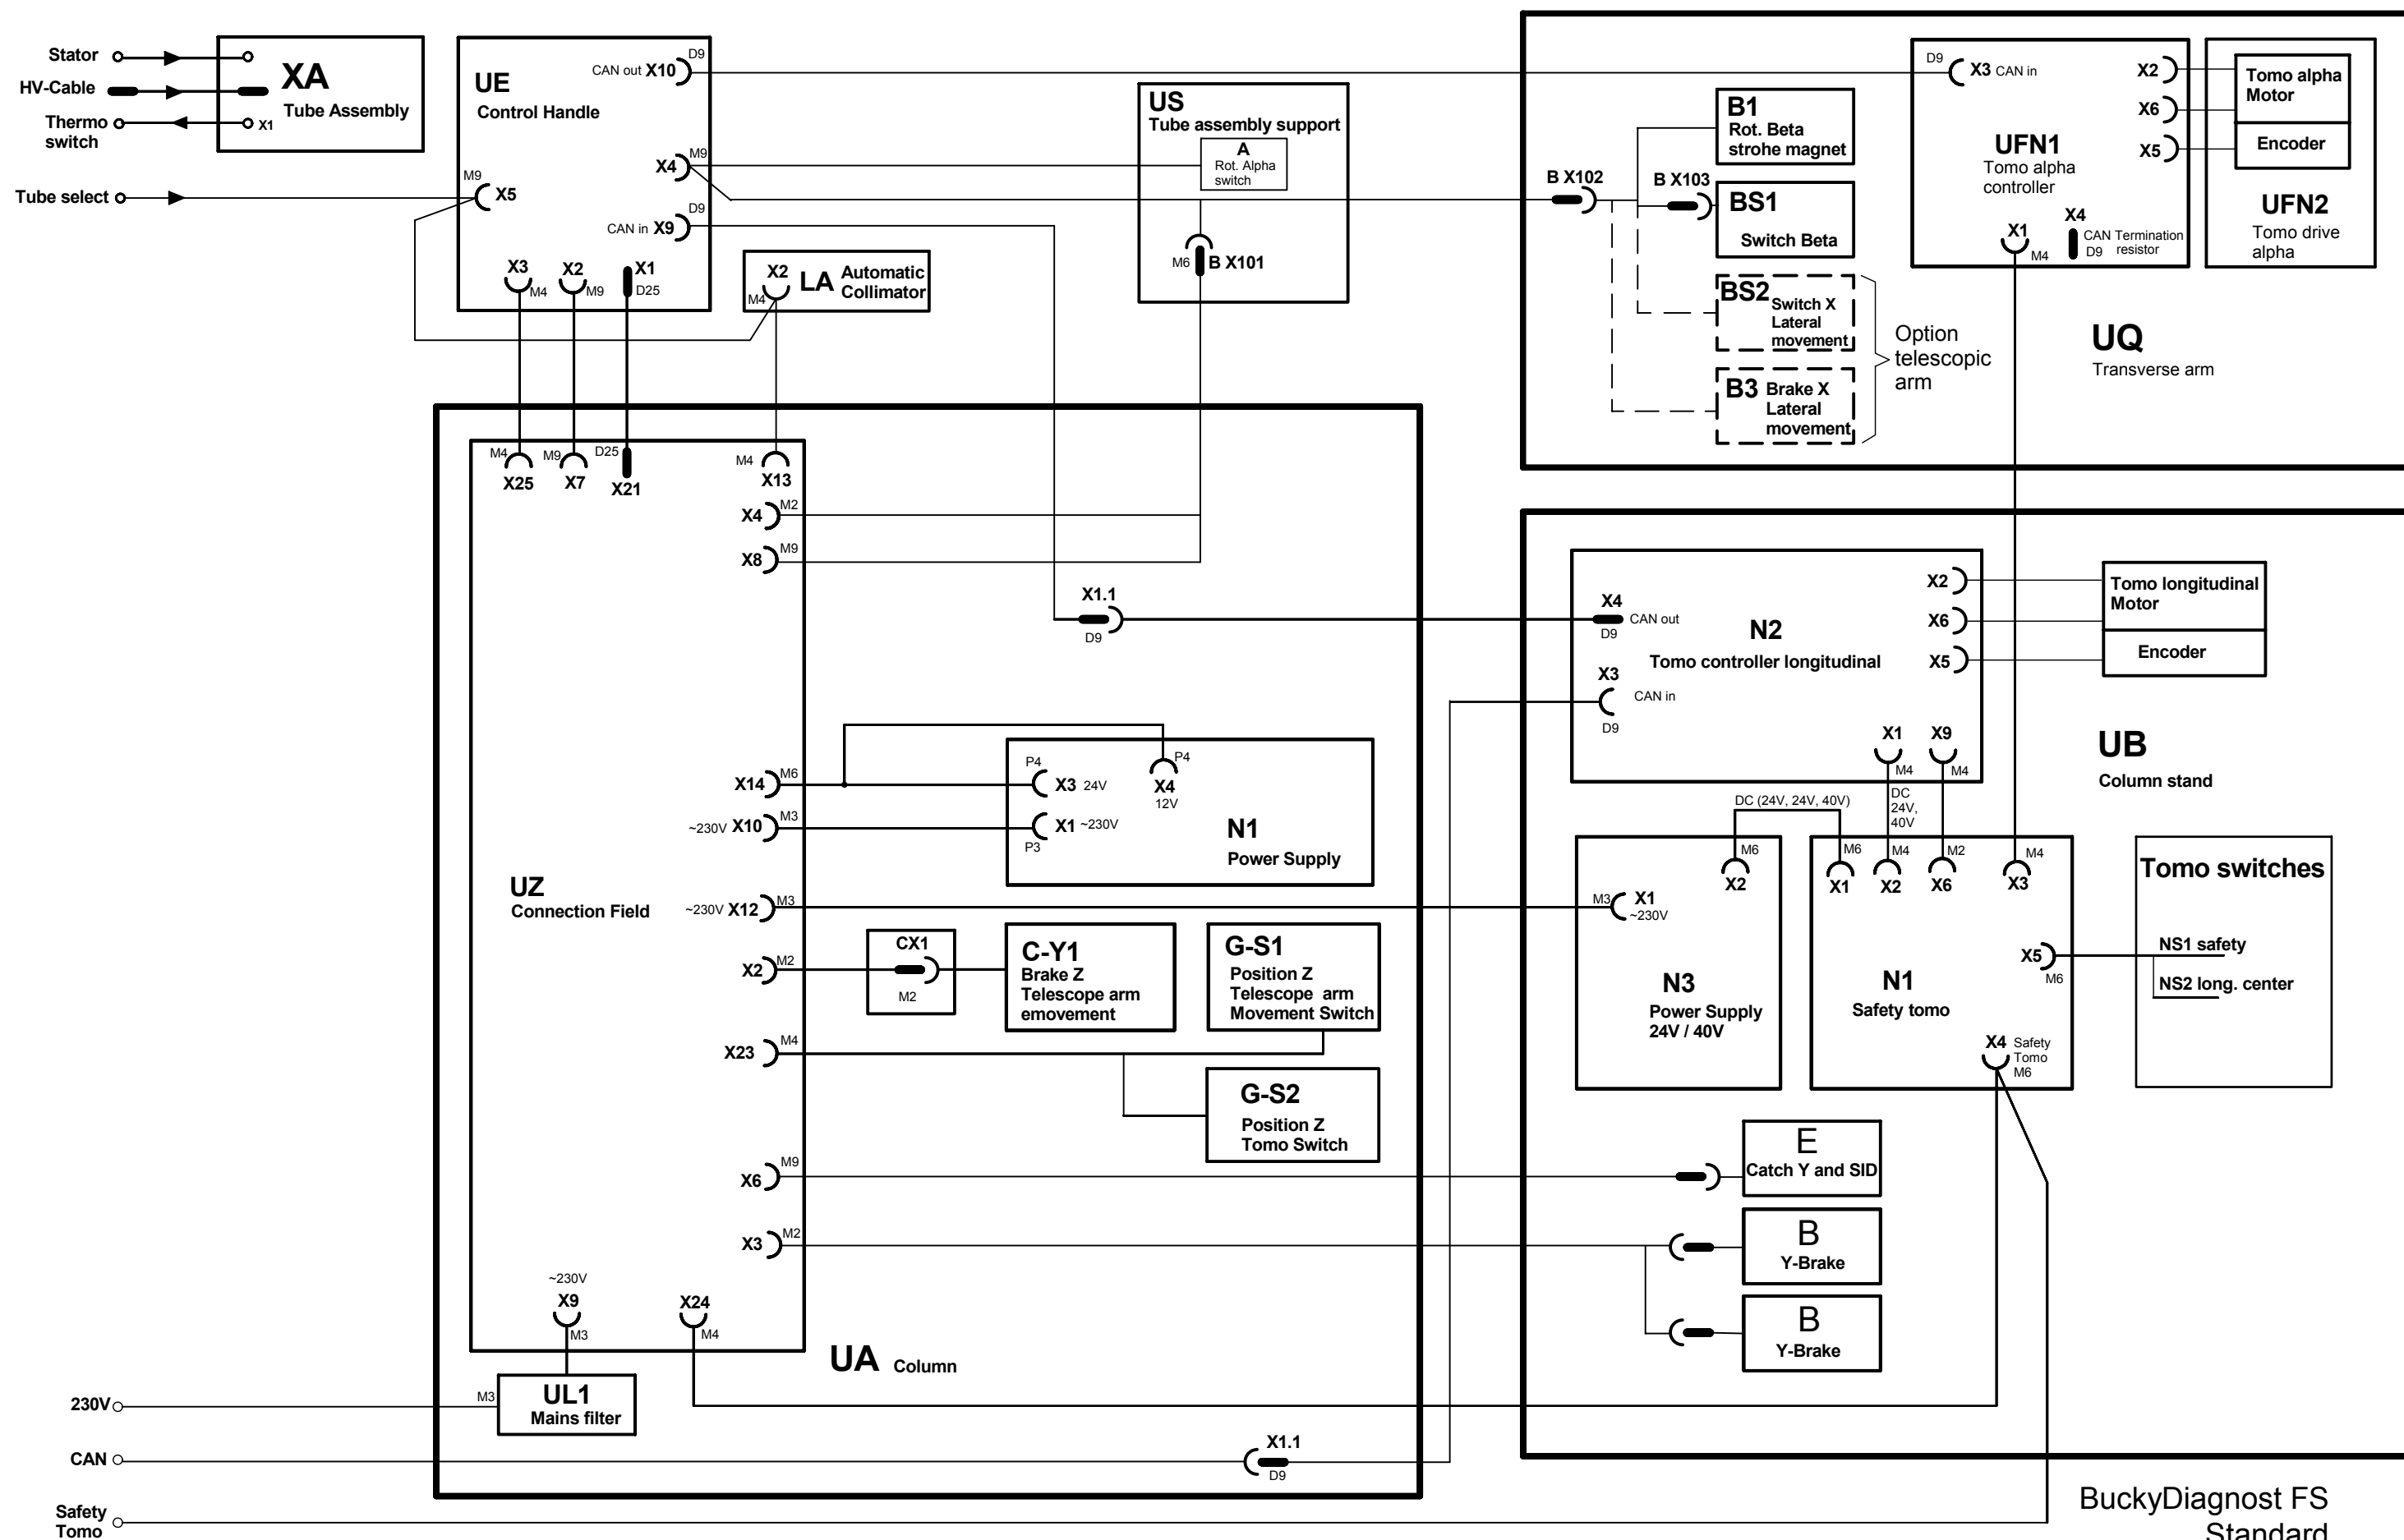 Stator
HV-Cable
Thermo
switch
XA
Tube Assembly
X1
Tube select
UE
Control Handle
CAN out X10
D9
X4
M9
M9
X5
D9
CAN in X9
X3
M4
X2
M9
X1
D25
X2
M4
LA
Automatic
Collimator
US
Tube assembly support
A
Rot. Alpha
switch
M6
B X101
B X102
B X103
B1
Rot. Beta
strohe magnet
BS1
Switch Beta
BS2
Switch X
Lateral
movement
B3
Brake X
Lateral
movement
Option
telescopic
arm
D9
X3 CAN in
X2
X6
X5
UFN1
Tomo alpha
controller
X1
M4
X4
CAN Termination
D9 resistor
Tomo alpha
Motor
Encoder
UFN2
Tomo drive
alpha
UQ
Transverse arm
M4
X25
M9
X7
D25
X21
M4
X13
X4
M2
X8
M9
X1.1
D9
X14
M6
~230V X10
M3
P4
X3 24V
P4
X4
12V
X1 ~230V
P3
N1
Power Supply
UZ
Connection Field
~230V X12
M3
X2
M2
CX1
M2
C-Y1
Brake Z
Telescope arm
emovement
G-S1
Position Z
Telescope arm
Movement Switch
X23
M4
G-S2
Position Z
Tomo Switch
X6
M9
X3
M2
~230V
X9
M3
X24
M4
UA Column
UL1
Mains filter
M3
230V
CAN
X1.1
D9
Safety
Tomo
X4
CAN out
D9
X3
CAN in
D9
N2
Tomo controller longitudinal
X2
X6
X5
X1
M4
X9
M4
Tomo longitudinal
Motor
Encoder
UB
Column stand
DC (24V, 24V, 40V)
DC
24V,
40V
M6
X2
M3
X1
~230V
N3
Power Supply
24V / 40V
M6
X1
M4
X2
M2
X6
M4
X3
N1
Safety tomo
X5
M6
X4 Safety
Tomo
M6
Tomo switches
NS1 safety
NS2 long. center
E
Catch Y and SID
B
Y-Brake
B
Y-Brake
BuckyDiagnost FS
Standard